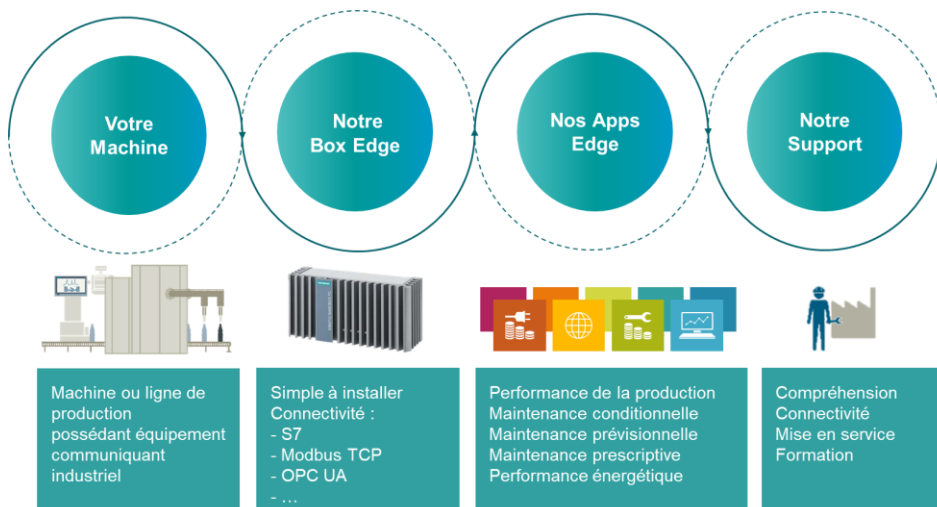 Votre
Machine
Notre
Box Edge
Nos Apps
Edge
Notre
Support
Machine ou ligne de
production
possédant équipement
communiquant
industriel
Simple à installer
Connectivité :
- S7
- Modbus TCP
- OPC UA
- …
Performance de la production
Maintenance conditionnelle
Maintenance prévisionnelle
Maintenance prescriptive
Performance énergétique
Compréhension
Connectivité
Mise en service
Formation